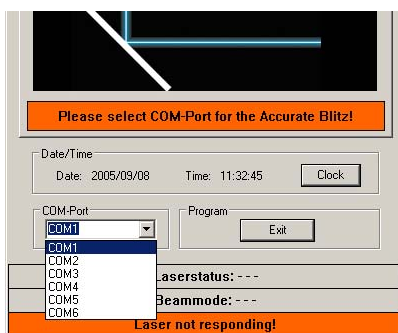 Please select COM-Port for the Accurate Blitz!
Date/Time
Date: 2005/09/08 Time: 11:32:45 Clock
COM-Port Program
COM1 Exit
COM1
COM2
COM3 Laserstatus: - - -
COM4
COM5 Beammode: - - -
COM6
Laser not responding!